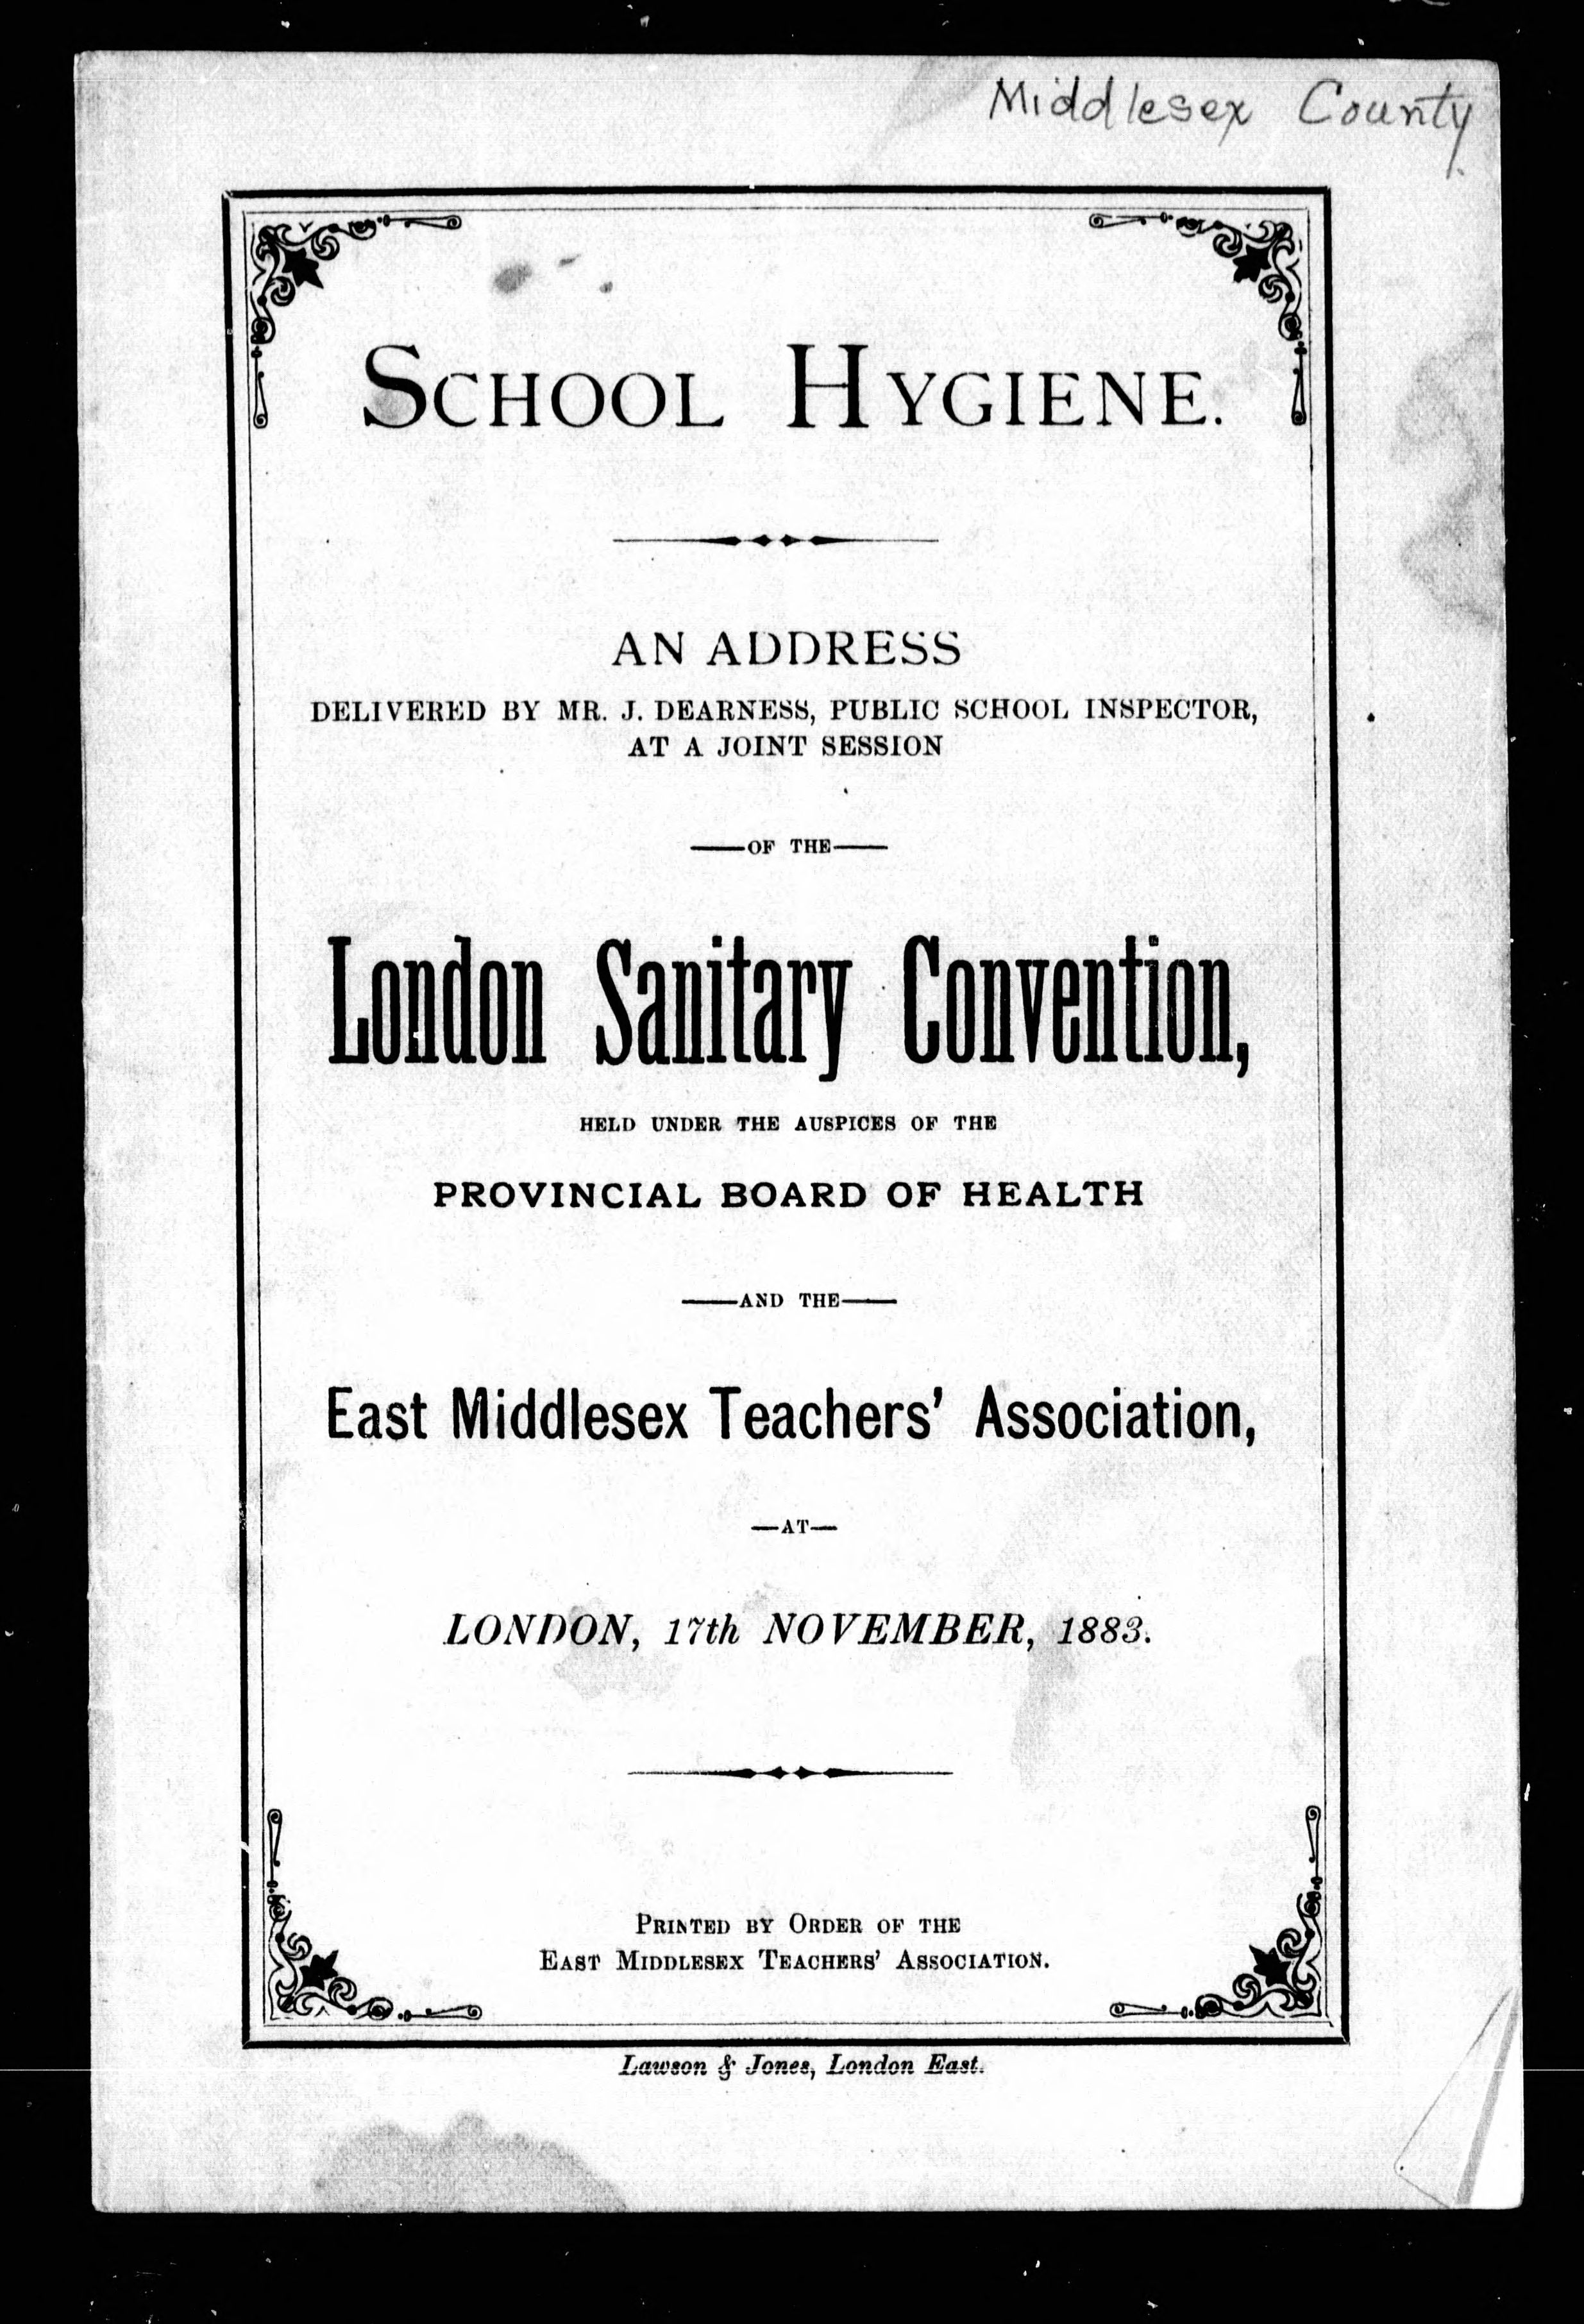 Middlesex County
SCHOOL HYGIENE.
AN ADDRESS
DELIVERED BY MR. J. DEARNESS, PUBLIC SCHOOL INSPECTOR,
AT A JOINT SESSION
—OF THE—
London Sanitary Convention,
HELD UNDER THE AUSPICES OF THE
PROVINCIAL BOARD OF HEALTH
—AND THE—
East Middlesex Teachers' Association,
—AT—
LONDON, 17th NOVEMBER, 1883.
PRINTED BY ORDER OF THE
EAST MIDDLESEX TEACHERS' ASSOCIATION.
Lawson & Jones, London East.